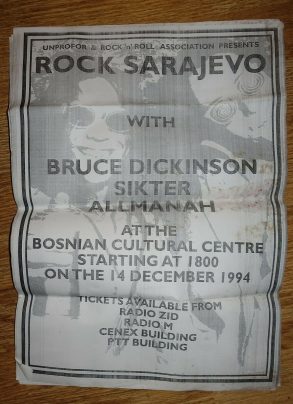 UNPROFOR & ROCK 'n' ROLL ASSOCIATION PRESENTS
ROCK SARAJEVO
WITH
BRUCE DICKINSON
SIKTER
ALLMANAH
AT THE
BOSNIAN CULTURAL CENTRE
STARTING AT 1800
ON THE 14 DECEMBER 1994
TICKETS AVAILABLE FROM
RADIO ZID
RADIO M
CENEX BUILDING
PTT BUILDING